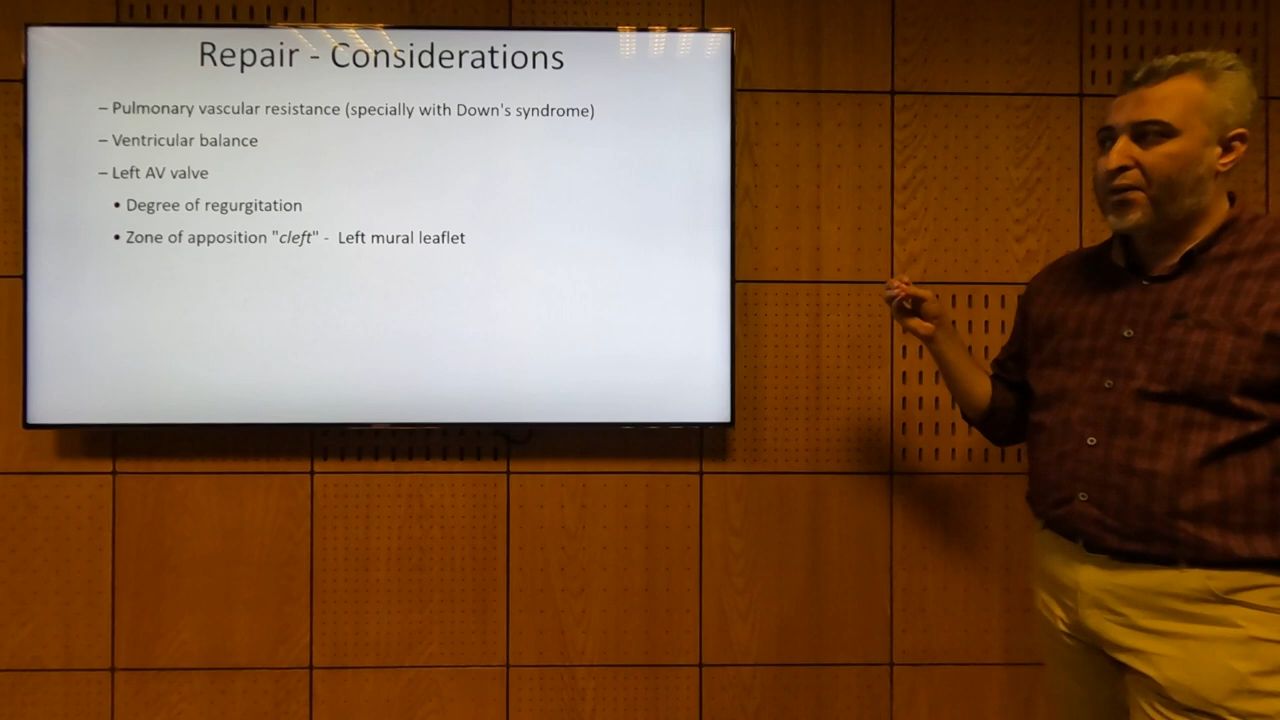 Repair - Considerations
– Pulmonary vascular resistance (specially with Down's syndrome)
– Ventricular balance
– Left AV valve
• Degree of regurgitation
• Zone of apposition "cleft" - Left mural leaflet